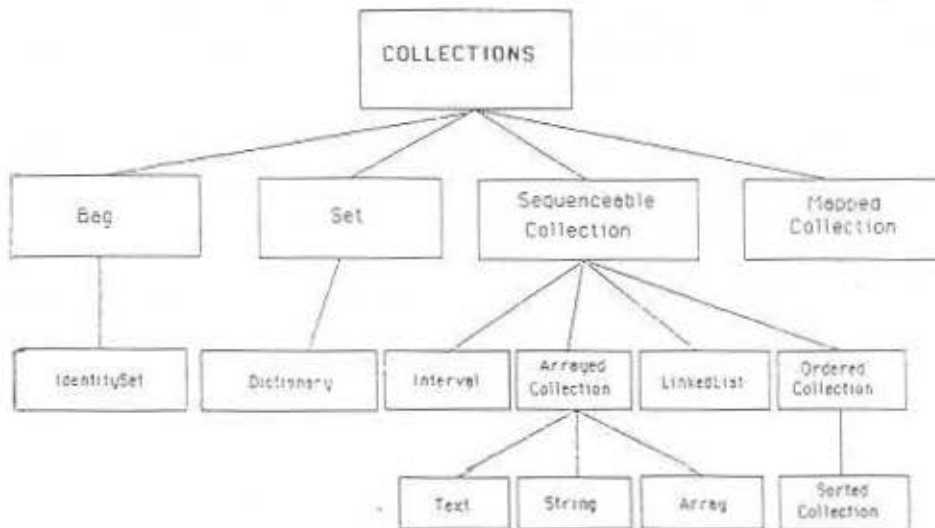 COLLECTIONS
Bag
Set
Sequenceable
Collection
Mapped
Collection
IdentitySet
Dictionary
Interval
Arrayed
Collection
LinkedList
Ordered
Collection
Text
String
Array
Sorted
Collection